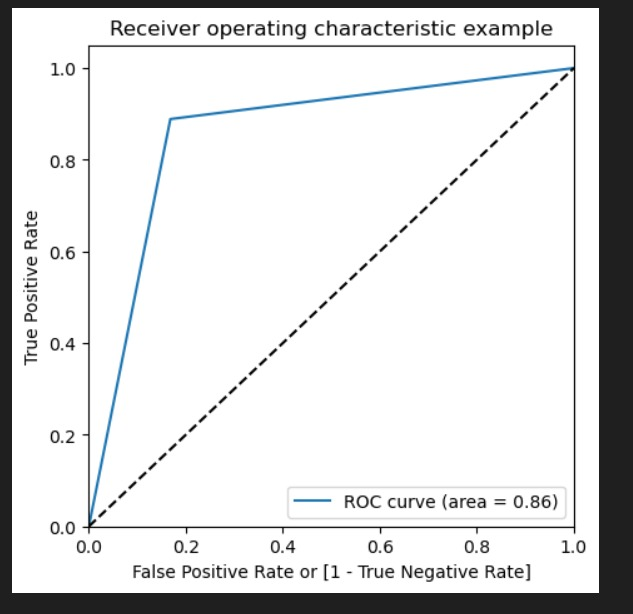 Receiver operating characteristic example
1.0
0.8
0.6
0.4
0.2
0.0
True Positive Rate
ROC curve (area = 0.86)
0.0 0.2 0.4 0.6 0.8 1.0
False Positive Rate or [1 - True Negative Rate]